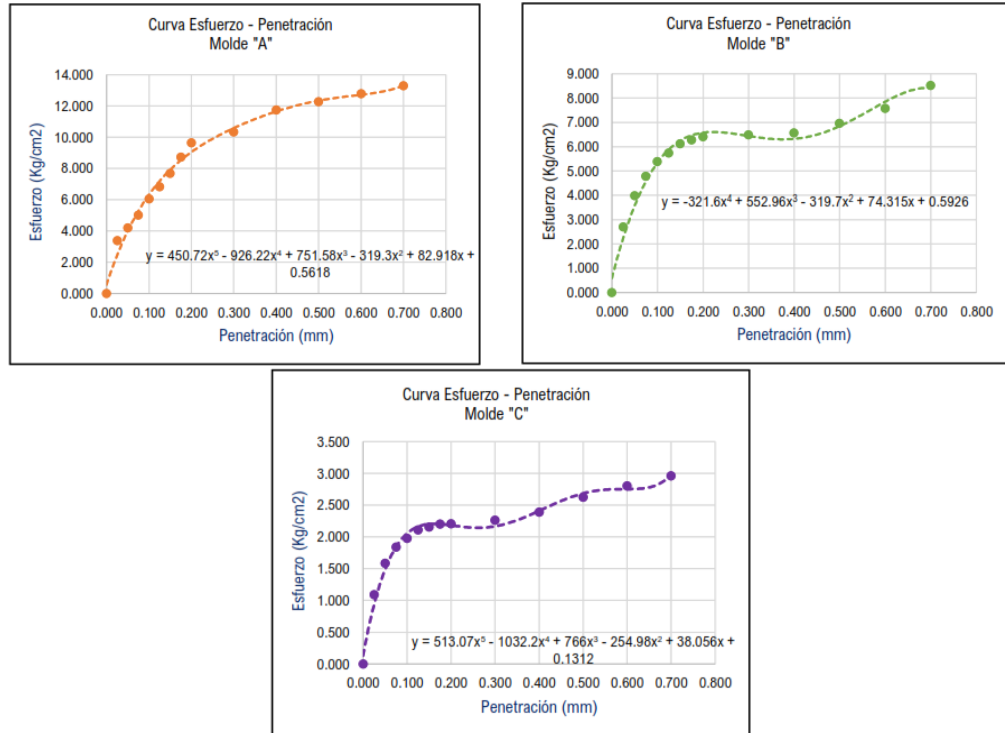 Curva Esfuerzo - Penetración
Molde "A"
Esfuerzo (Kg/cm2)
14.000
12.000
10.000
8.000
6.000
4.000
2.000
0.000
y = 450.72x⁵ - 926.22x⁴ + 751.58x³ - 319.3x² + 82.918x +
0.5618
0.000 0.100 0.200 0.300 0.400 0.500 0.600 0.700 0.800
Penetración (mm)
Curva Esfuerzo - Penetración
Molde "B"
Esfuerzo (Kg/cm2)
9.000
8.000
7.000
6.000
5.000
4.000
3.000
2.000
1.000
0.000
y = -321.6x⁴ + 552.96x³ - 319.7x² + 74.315x + 0.5926
0.000 0.100 0.200 0.300 0.400 0.500 0.600 0.700 0.800
Penetración (mm)
Curva Esfuerzo - Penetración
Molde "C"
Esfuerzo (Kg/cm2)
3.500
3.000
2.500
2.000
1.500
1.000
0.500
0.000
y = 513.07x⁵ - 1032.2x⁴ + 766x³ - 254.98x² + 38.056x +
0.1312
0.000 0.100 0.200 0.300 0.400 0.500 0.600 0.700 0.800
Penetración (mm)